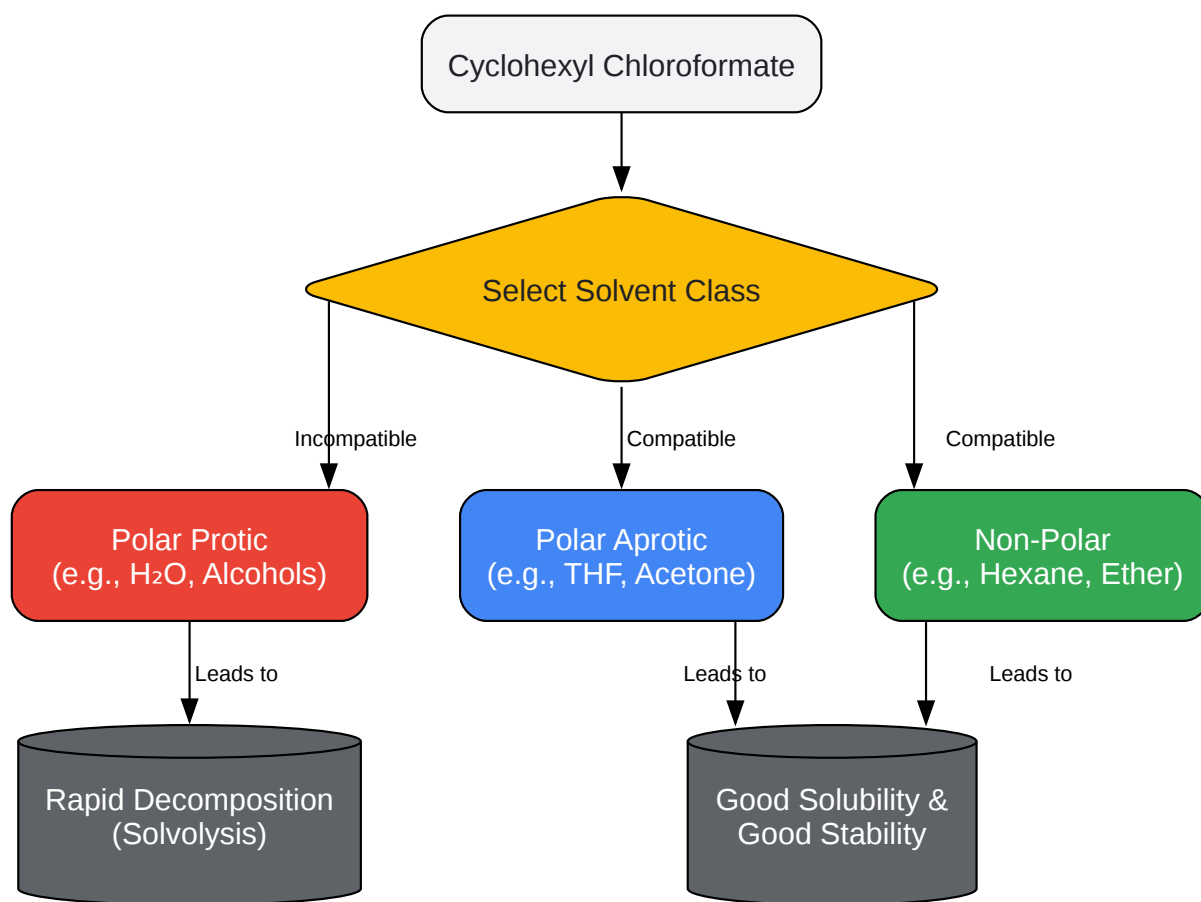 Cyclohexyl Chloroformate
Select Solvent Class
Incompatible
Compatible
Compatible
Polar Protic
(e.g., H₂O, Alcohols)
Polar Aprotic
(e.g., THF, Acetone)
Non-Polar
(e.g., Hexane, Ether)
Leads to
Leads to
Leads to
Rapid Decomposition
(Solvolysis)
Good Solubility &
Good Stability